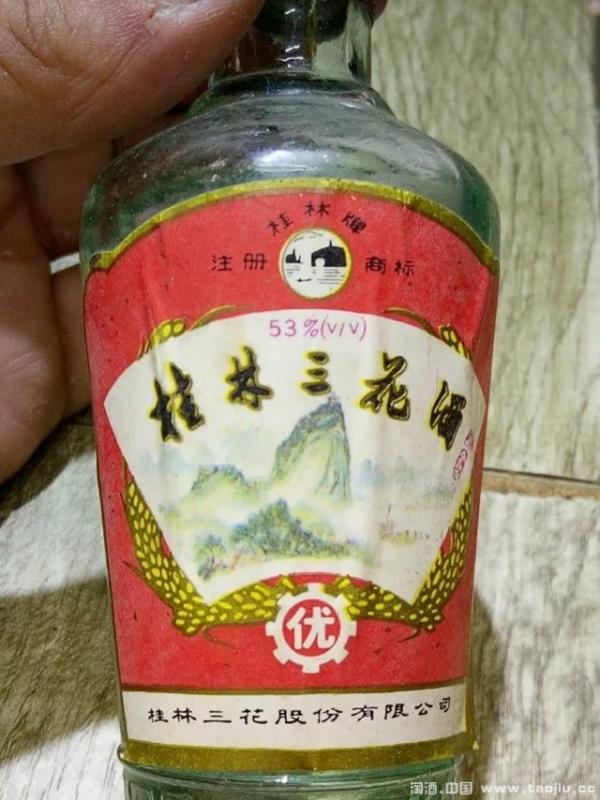 桂林牌
注册 商标
53%(V/V)
桂林三花酒
优
桂林三花股份有限公司
淘酒.中国 www.taojiu.cc